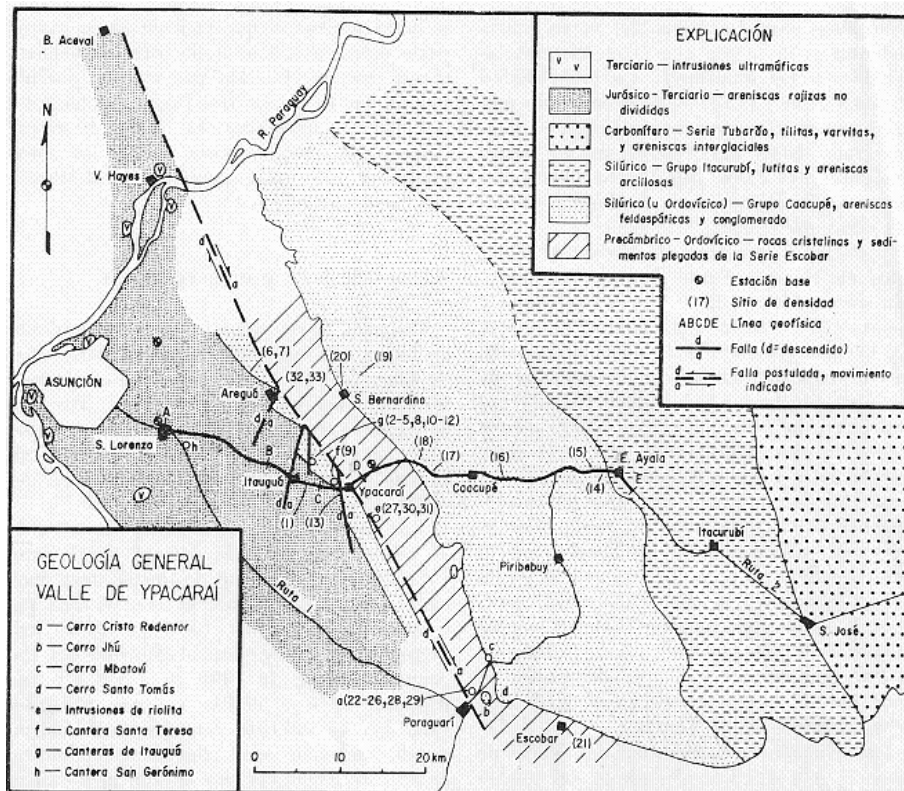 B. Aceval
N
R. Paraguay
V. Hayes
V
V
V
V
V
V
V
ASUNCIÓN
d
a
(6,7)
(20)
(19)
(32,33)
Areguá
S. Bernardino
d a
g(2-5,8,10-12)
A
S. Lorenzo
h
B
f(9)
D
(18)
(17)
(16)
(15)
E. Ayala
Itauguá
C
Ypacaraí
Caacupé
(14)
E
(1)
(13)
d a
d a
e(27,30,31)
Itacurubí
Piribebuy
Ruta 1
Ruta 2
S. José
d
a
c
a(22-26,28,29)
d
b
Paraguarí
Escobar
(21)
0 10 20 km
EXPLICACIÓN
v v Terciario — intrusiones ultramáficas
Jurásico-Terciario — areniscas rojizas no
divididas
Carbonífero — Serie Tubarão, tilitas, varvitas,
y areniscas interglaciales
Silúrico — Grupo Itacurubí, lutitas y areniscas
arcillosas
Silúrico (u Ordovícico) — Grupo Caacupé, areniscas
feldespáticas y conglomerado
Precámbrico-Ordovícico — rocas cristalinas y sedi-
mentos plegados de la Serie Escobar
Estación base
(17) Sitio de densidad
ABCDE Línea geofísica
d
a
Falla (d=descendido)
d
a
Falla postulada, movimiento
indicado
GEOLOGÍA GENERAL
VALLE DE YPACARAÍ
a — Cerro Cristo Redentor
b — Cerro Jhú
c — Cerro Mbatoví
d — Cerro Santo Tomás
e — Intrusiones de riolita
f — Cantera Santa Teresa
g — Canteras de Itauguá
h — Cantera San Gerónimo